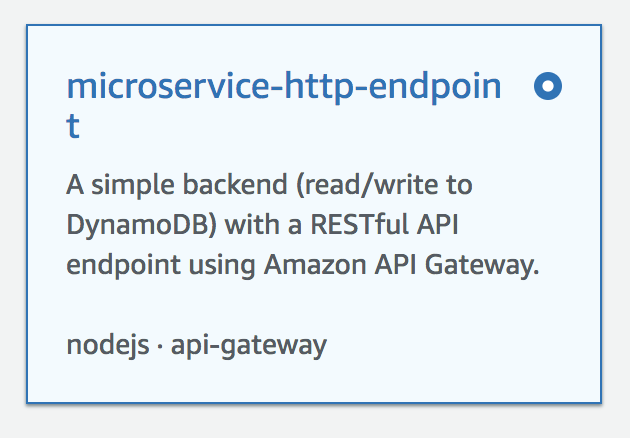 microservice-http-endpoin
t
A simple backend (read/write to
DynamoDB) with a RESTful API
endpoint using Amazon API Gateway.
nodejs · api-gateway